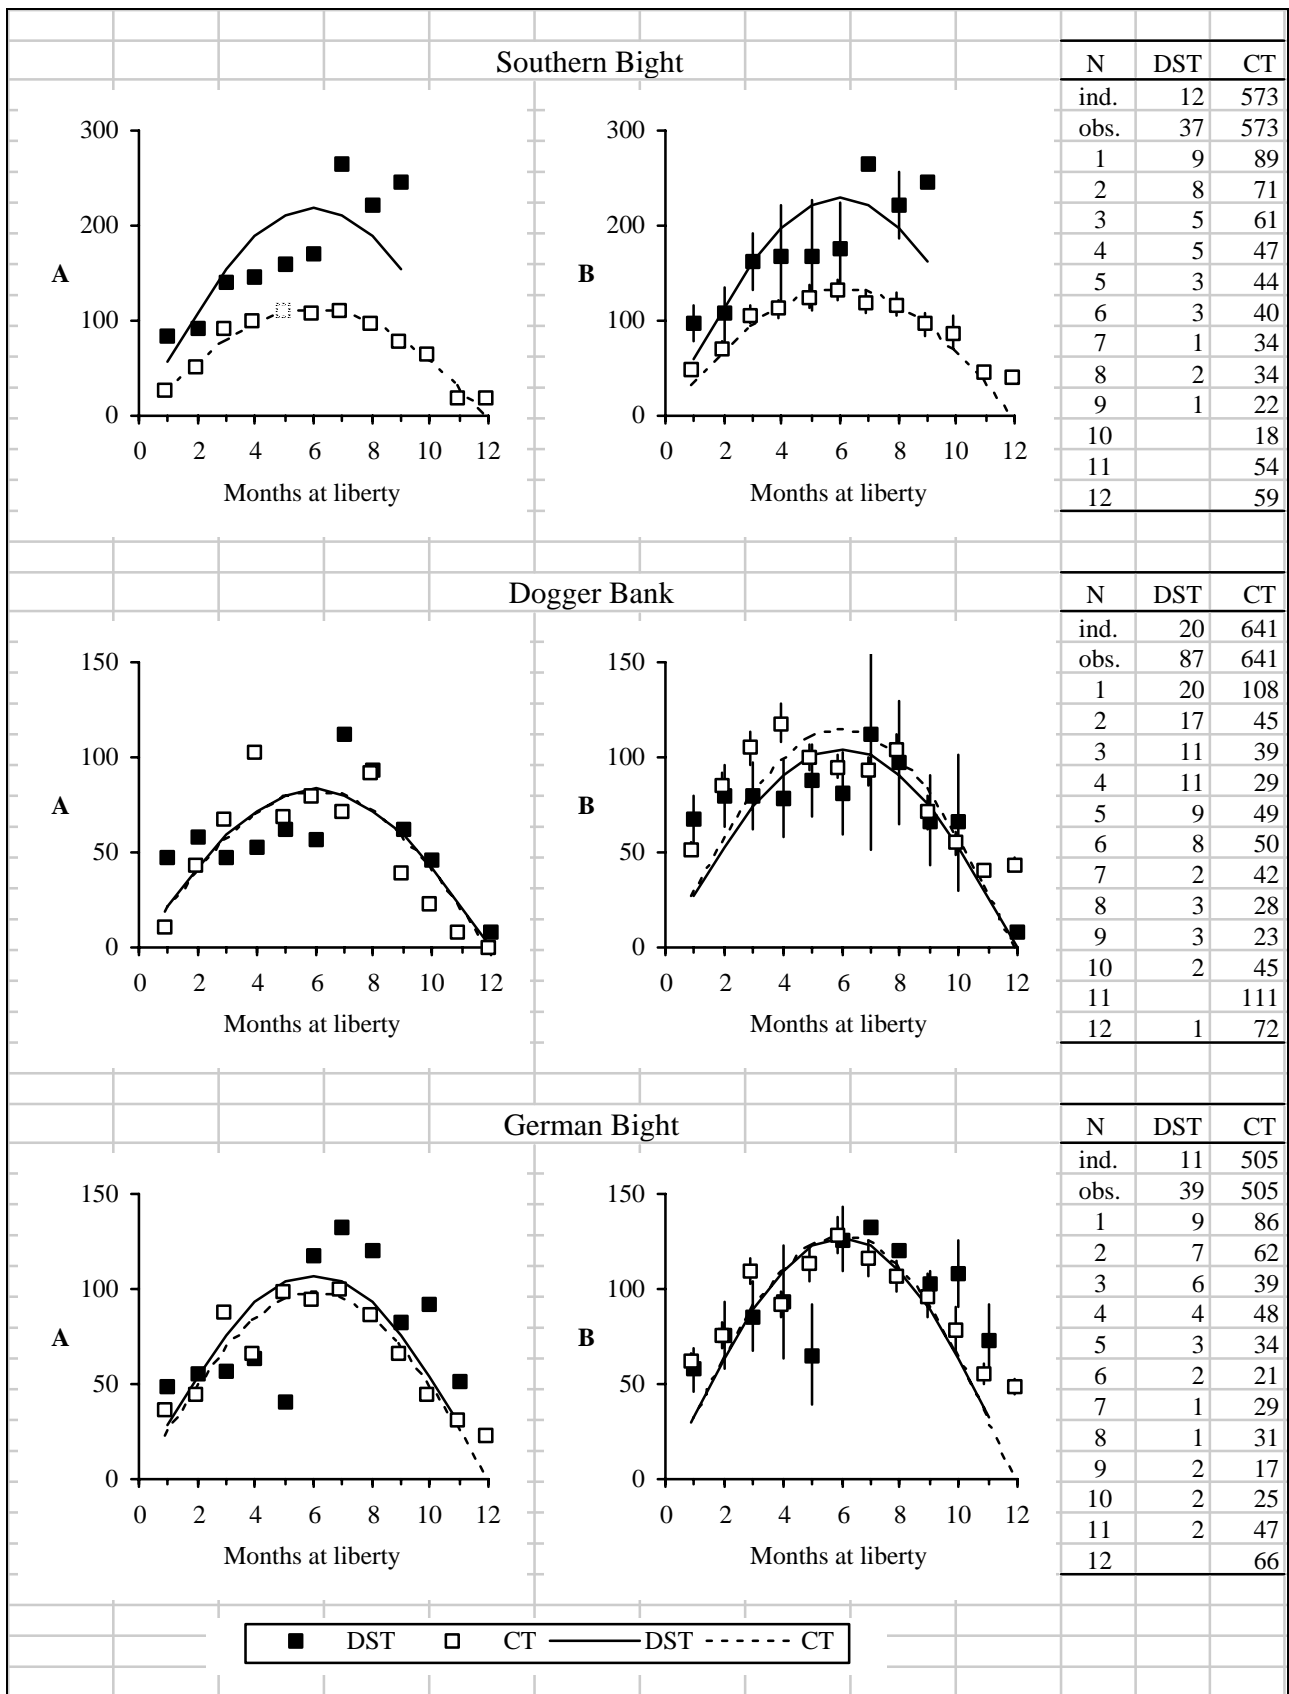 Southern Bight
N DST CT
ind. 12 573
obs. 37 573
1 9 89
2 8 71
3 5 61
4 5 47
5 3 44
6 3 40
7 1 34
8 2 34
9 1 22
10 18
11 54
12 59
300 300
200 200
A B
100 100
0 0
0 2 4 6 8 10 12 0 2 4 6 8 10 12
Months at liberty Months at liberty
Dogger Bank
N DST CT
ind. 20 641
obs. 87 641
1 20 108
2 17 45
3 11 39
4 11 29
5 9 49
6 8 50
7 2 42
8 3 28
9 3 23
10 2 45
11 111
12 1 72
150 150
100 100
A B
50 50
0 0
0 2 4 6 8 10 12 0 2 4 6 8 10 12
Months at liberty Months at liberty
German Bight
N DST CT
ind. 11 505
obs. 39 505
1 9 86
2 7 62
3 6 39
4 4 48
5 3 34
6 2 21
7 1 29
8 1 31
9 2 17
10 2 25
11 2 47
12 66
150 150
100 100
A B
50 50
0 0
0 2 4 6 8 10 12 0 2 4 6 8 10 12
Months at liberty Months at liberty
DST CT DST CT